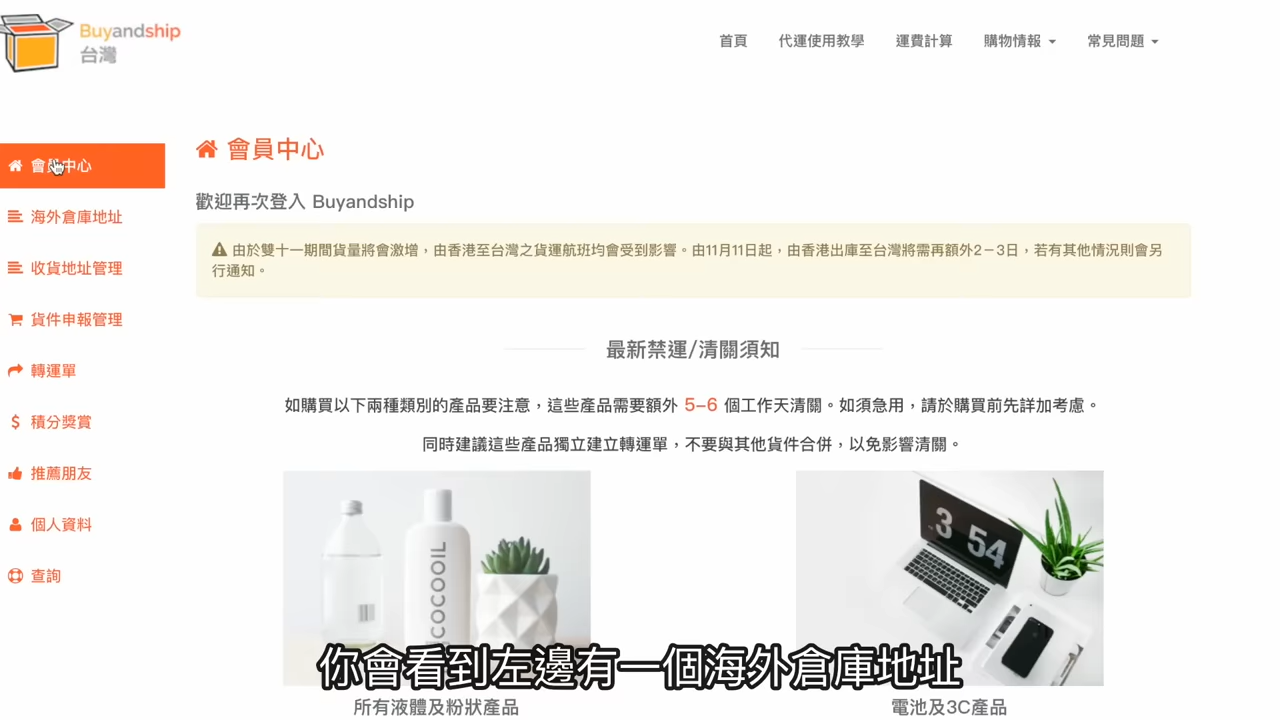 Buyandship
台灣
首頁
代運使用教學
運費計算
購物情報
常見問題
會員中心
海外倉庫地址
收貨地址管理
貨件申報管理
轉運單
積分獎賞
推薦朋友
個人資料
查詢
會員中心
歡迎再次登入 Buyandship
由於雙十一期間貨量將會激增，由香港至台灣之貨運航班均會受到影響。由11月11日起，由香港出庫至台灣將需再額外2－3日，若有其他情況則會另
行通知。
最新禁運/清關須知
如購買以下兩種類別的產品要注意，這些產品需要額外 5–6 個工作天清關。如須急用，請於購買前先詳加考慮。
同時建議這些產品獨立建立轉運單，不要與其他貨件合併，以免影響清關。
COCOOIL
3 54
你會看到左邊有一個海外倉庫地址
所有液體及粉狀產品
電池及3C產品